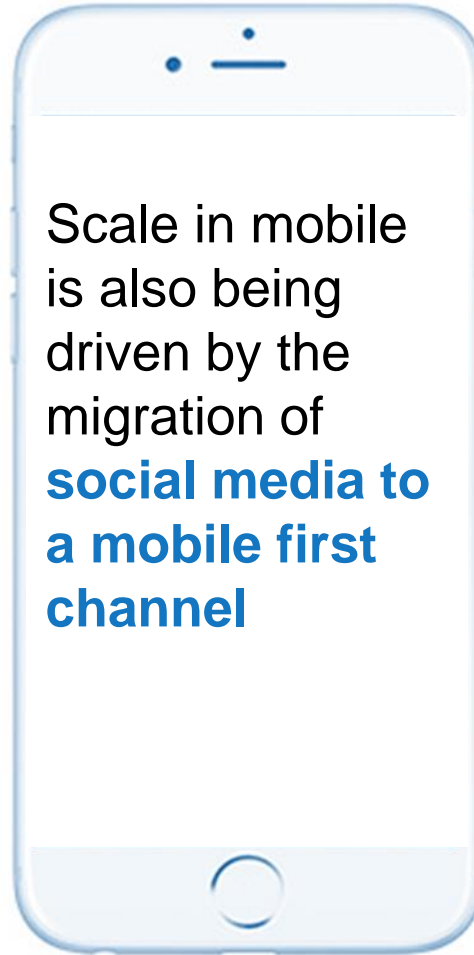 Scale in mobile
is also being
driven by the
migration of
social media to
a mobile first
channel